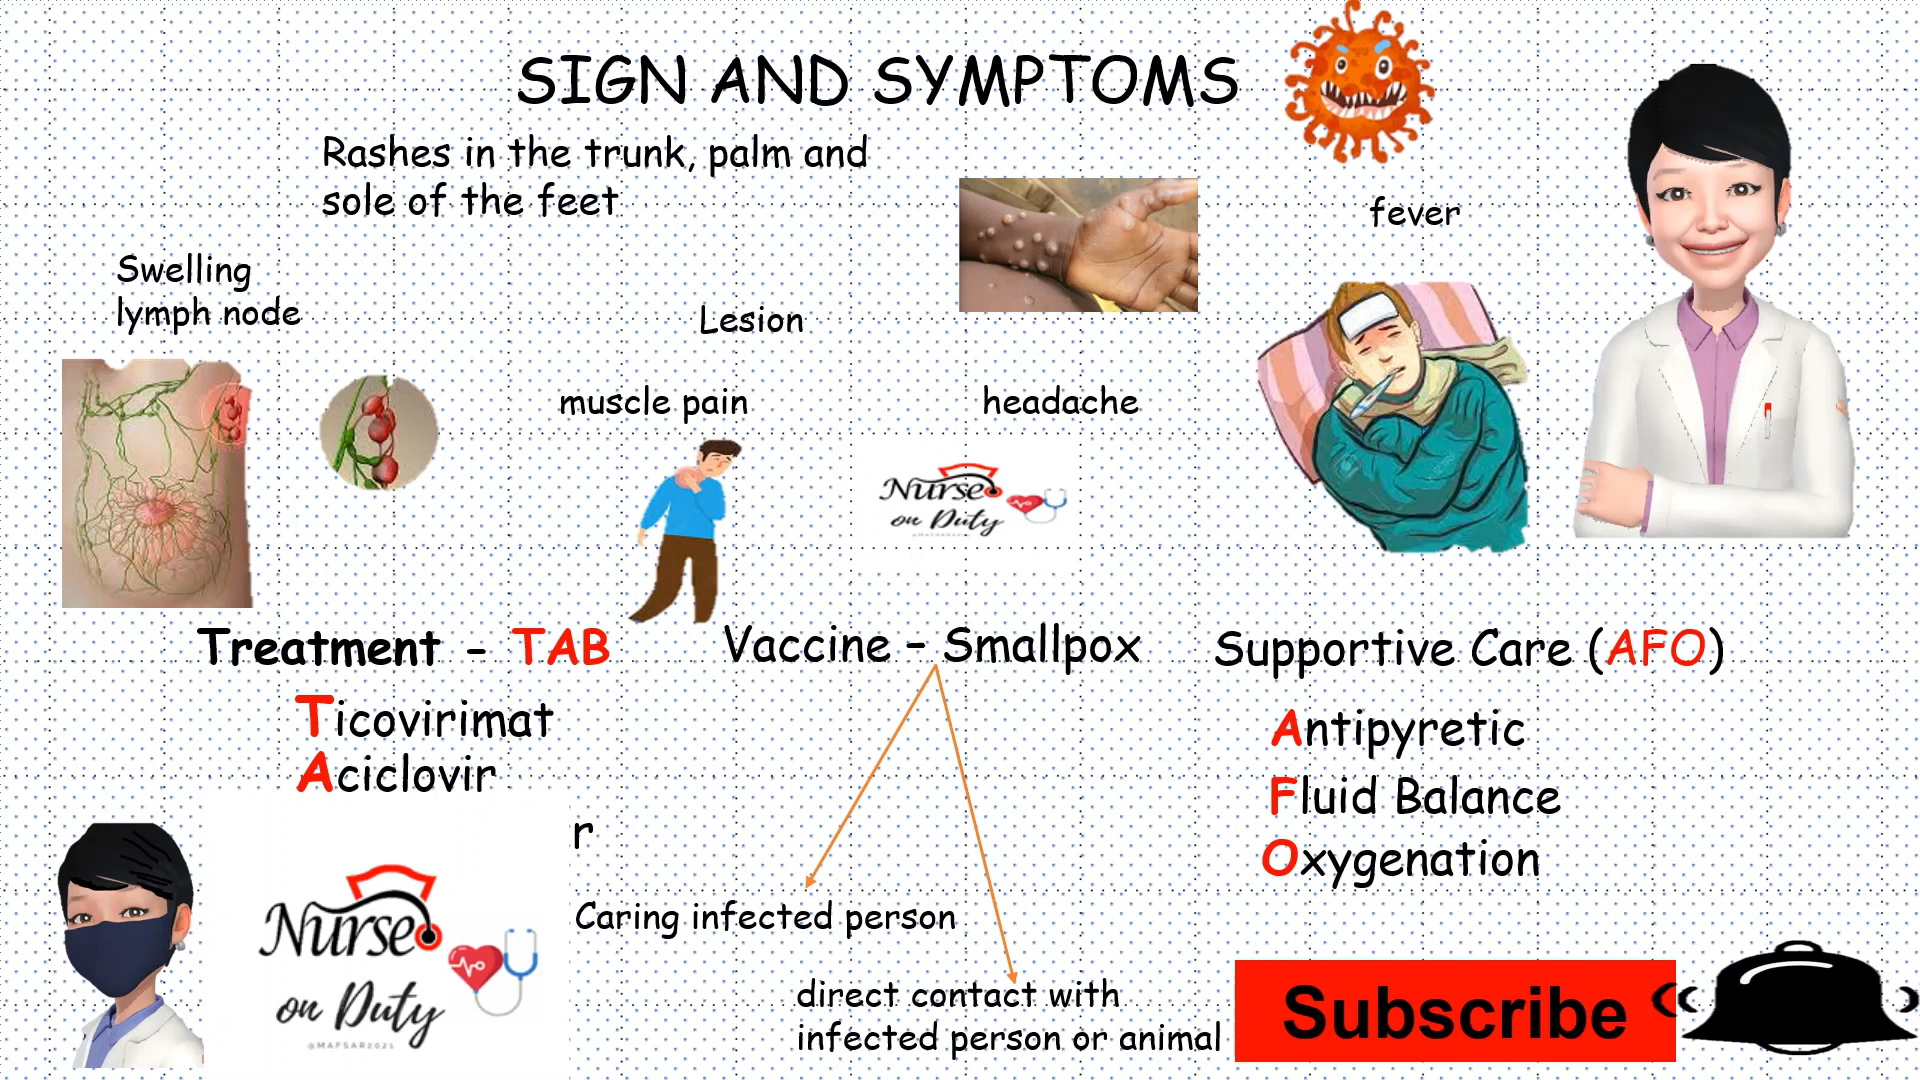 SIGN AND SYMPTOMS
Rashes in the trunk, palm and
sole of the feet
fever
Swelling
lymph node
Lesion
muscle pain
headache
Nurse
on Duty
Treatment - TAB
Vaccine – Smallpox
Supportive Care (AFO)
Ticovirimat
Aciclovir
r
Antipyretic
Fluid Balance
Oxygenation
Caring infected person
direct contact with
infected person or animal
Nurse
on Duty
@MAFSAR2021
Subscribe